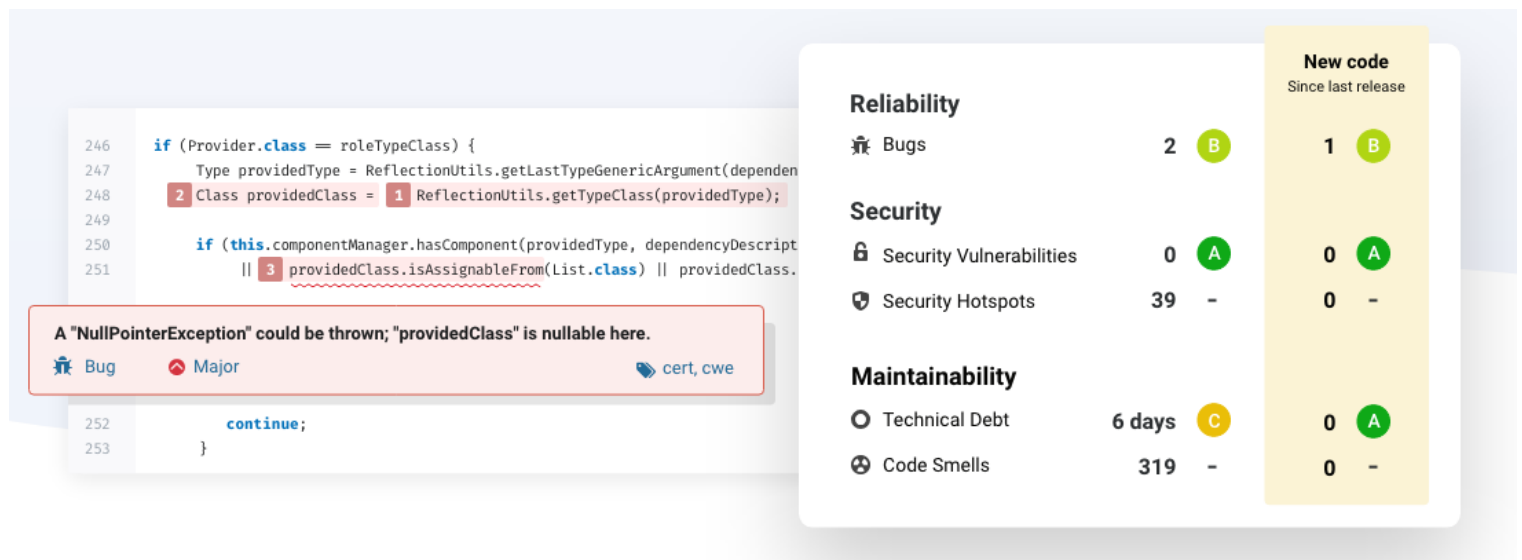 246 if (Provider.class == roleTypeClass) {
247 Type providedType = ReflectionUtils.getLastTypeGenericArgument(dependen
248 2 Class providedClass = 1 ReflectionUtils.getTypeClass(providedType);
249
250 if (this.componentManager.hasComponent(providedType, dependencyDescript
251 || 3 providedClass.isAssignableFrom(List.class) || providedClass.
A "NullPointerException" could be thrown; "providedClass" is nullable here.
Bug Major cert, cwe
252 continue;
253 }
New code
Since last release
Reliability
Bugs 2 B 1 B
Security
Security Vulnerabilities 0 A 0 A
Security Hotspots 39 - 0 -
Maintainability
Technical Debt 6 days C 0 A
Code Smells 319 - 0 -